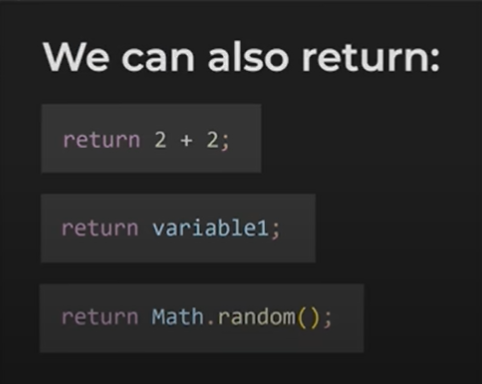 We can also return:
return 2 + 2;
return variable1;
return Math.random();